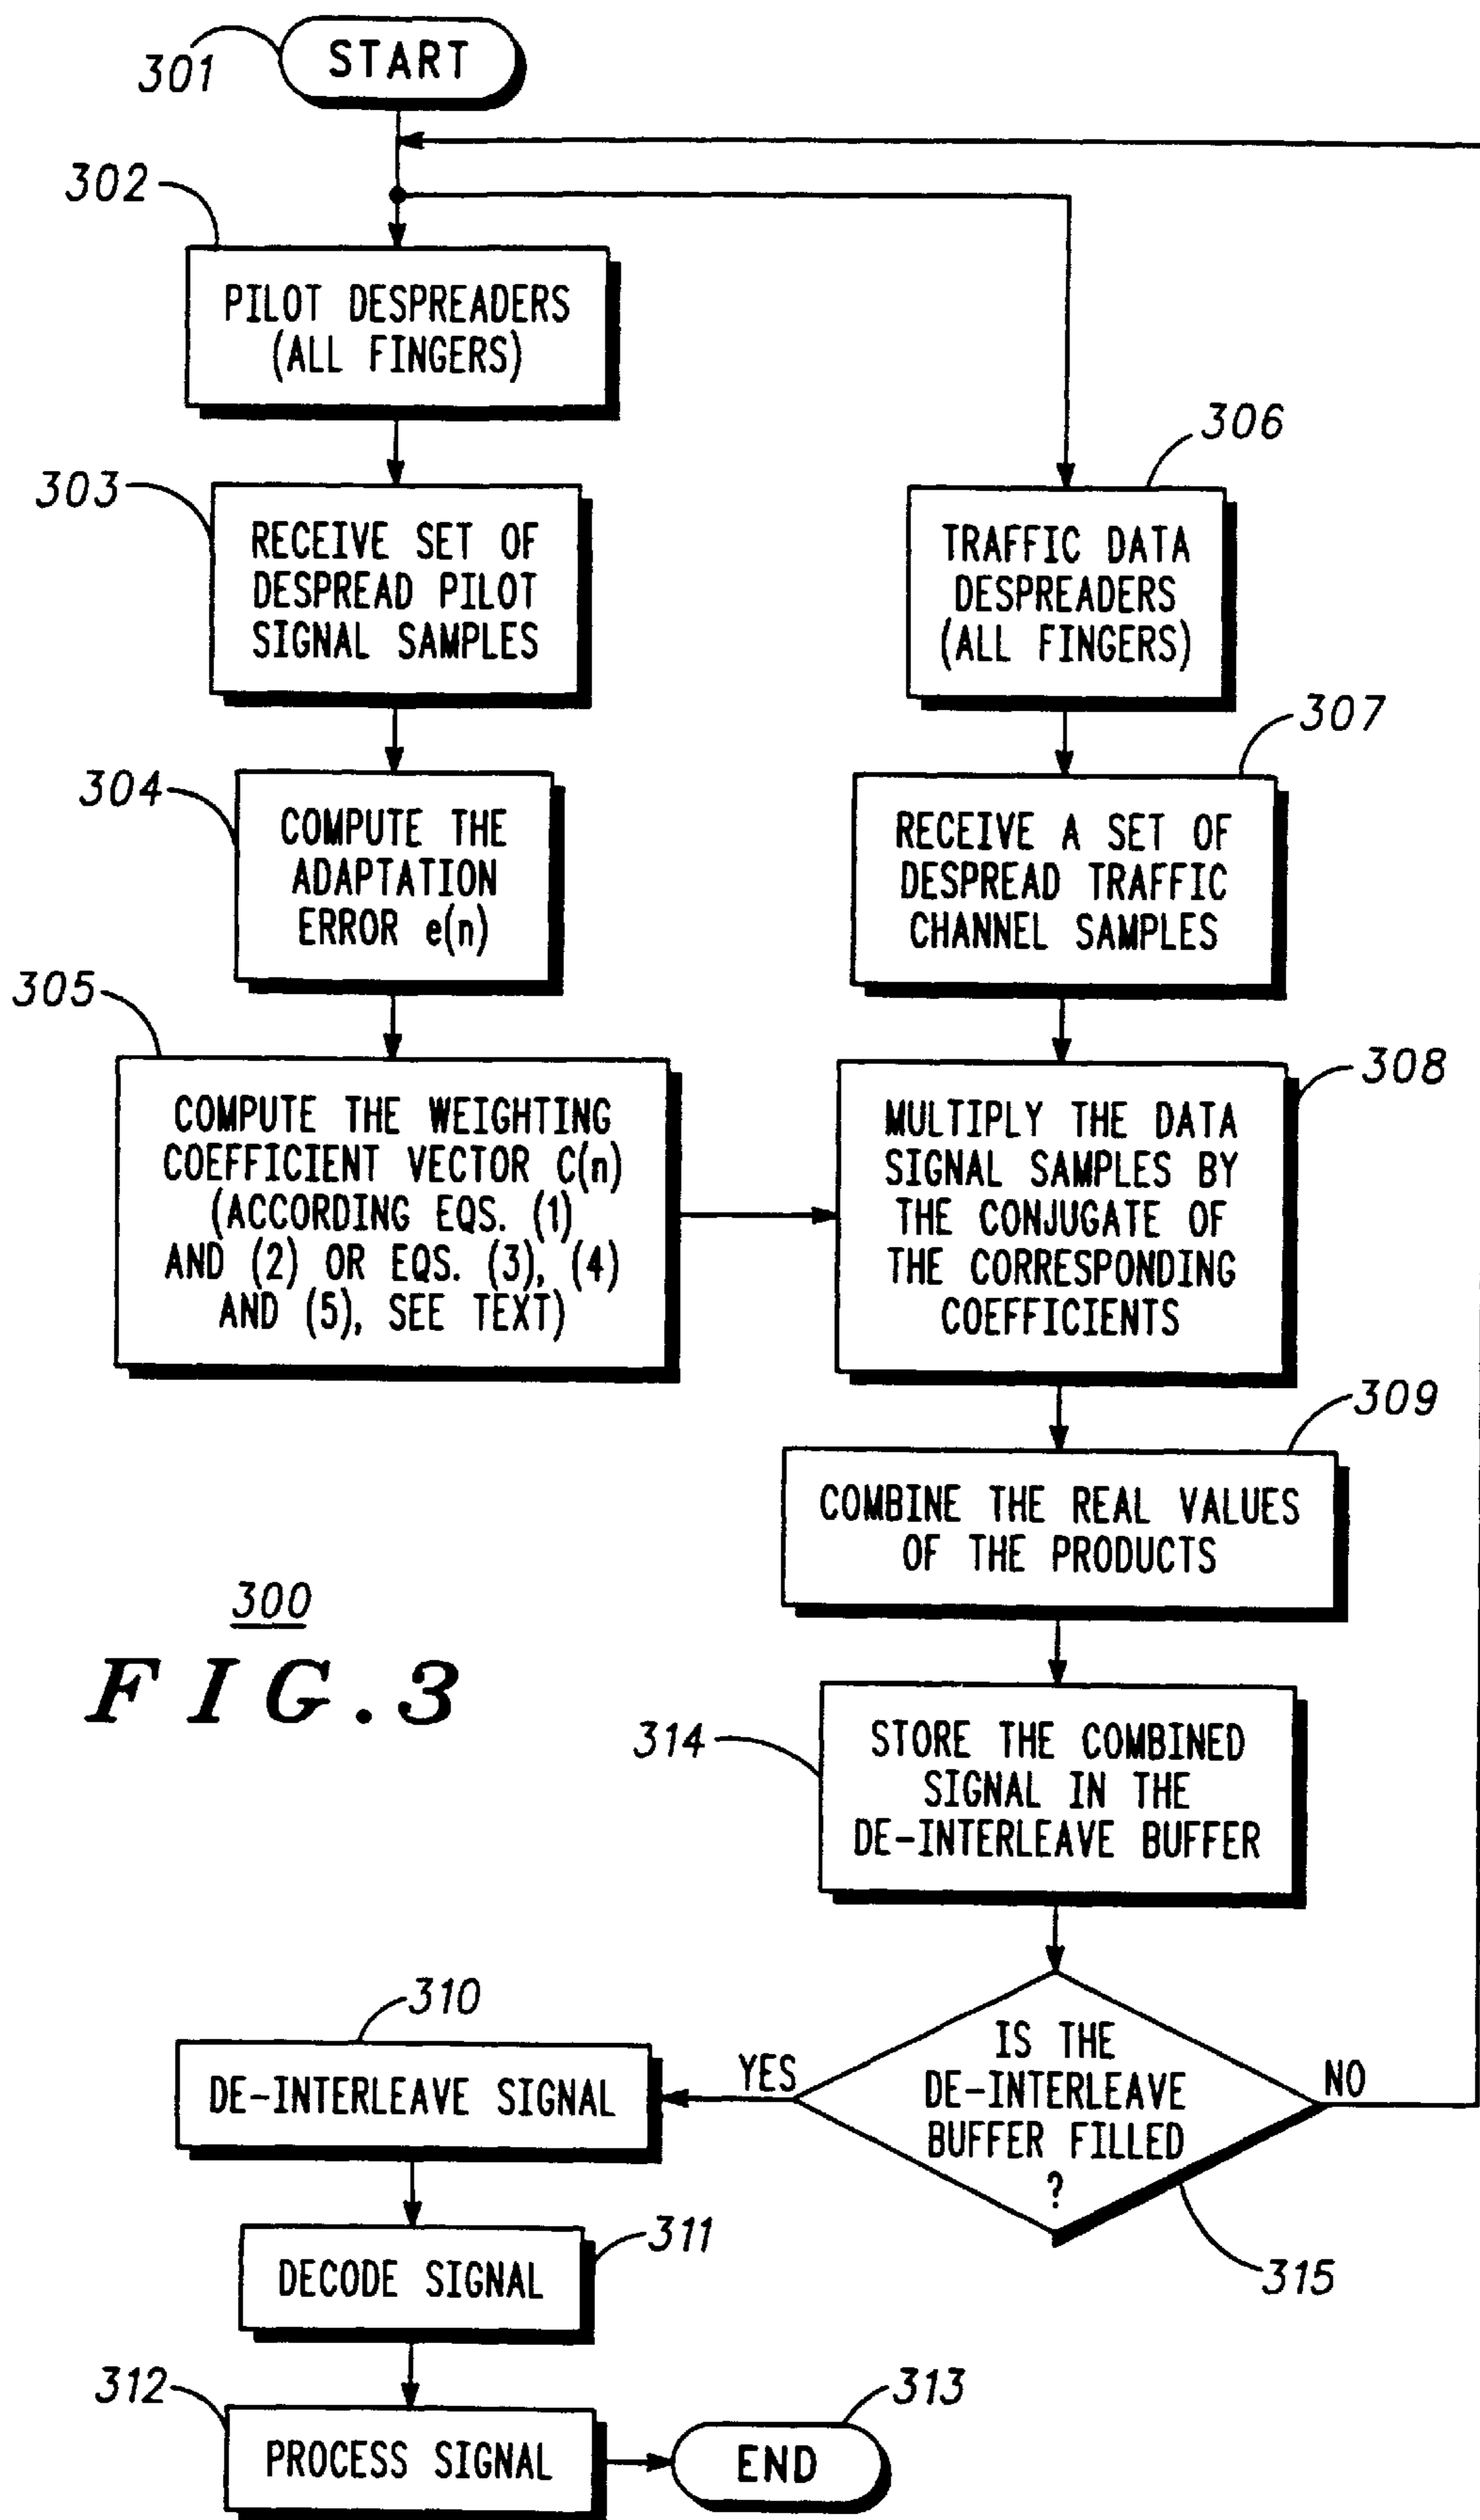 301
START
302
PILOT DESPREADERS
(ALL FINGERS)
303
RECEIVE SET OF
DESPREAD PILOT
SIGNAL SAMPLES
304
COMPUTE THE
ADAPTATION
ERROR e(n)
305
COMPUTE THE WEIGHTING
COEFFICIENT VECTOR C(n)
(ACCORDING EQS. (1)
AND (2) OR EQS. (3), (4)
AND (5), SEE TEXT)
306
TRAFFIC DATA
DESPREADERS
(ALL FINGERS)
307
RECEIVE A SET OF
DESPREAD TRAFFIC
CHANNEL SAMPLES
308
MULTIPLY THE DATA
SIGNAL SAMPLES BY
THE CONJUGATE OF
THE CORRESPONDING
COEFFICIENTS
309
COMBINE THE REAL VALUES
OF THE PRODUCTS
300
FIG.3
314
STORE THE COMBINED
SIGNAL IN THE
DE-INTERLEAVE BUFFER
IS THE
DE-INTERLEAVE
BUFFER FILLED
?
315
YES
NO
310
DE-INTERLEAVE SIGNAL
311
DECODE SIGNAL
312
PROCESS SIGNAL
313
END